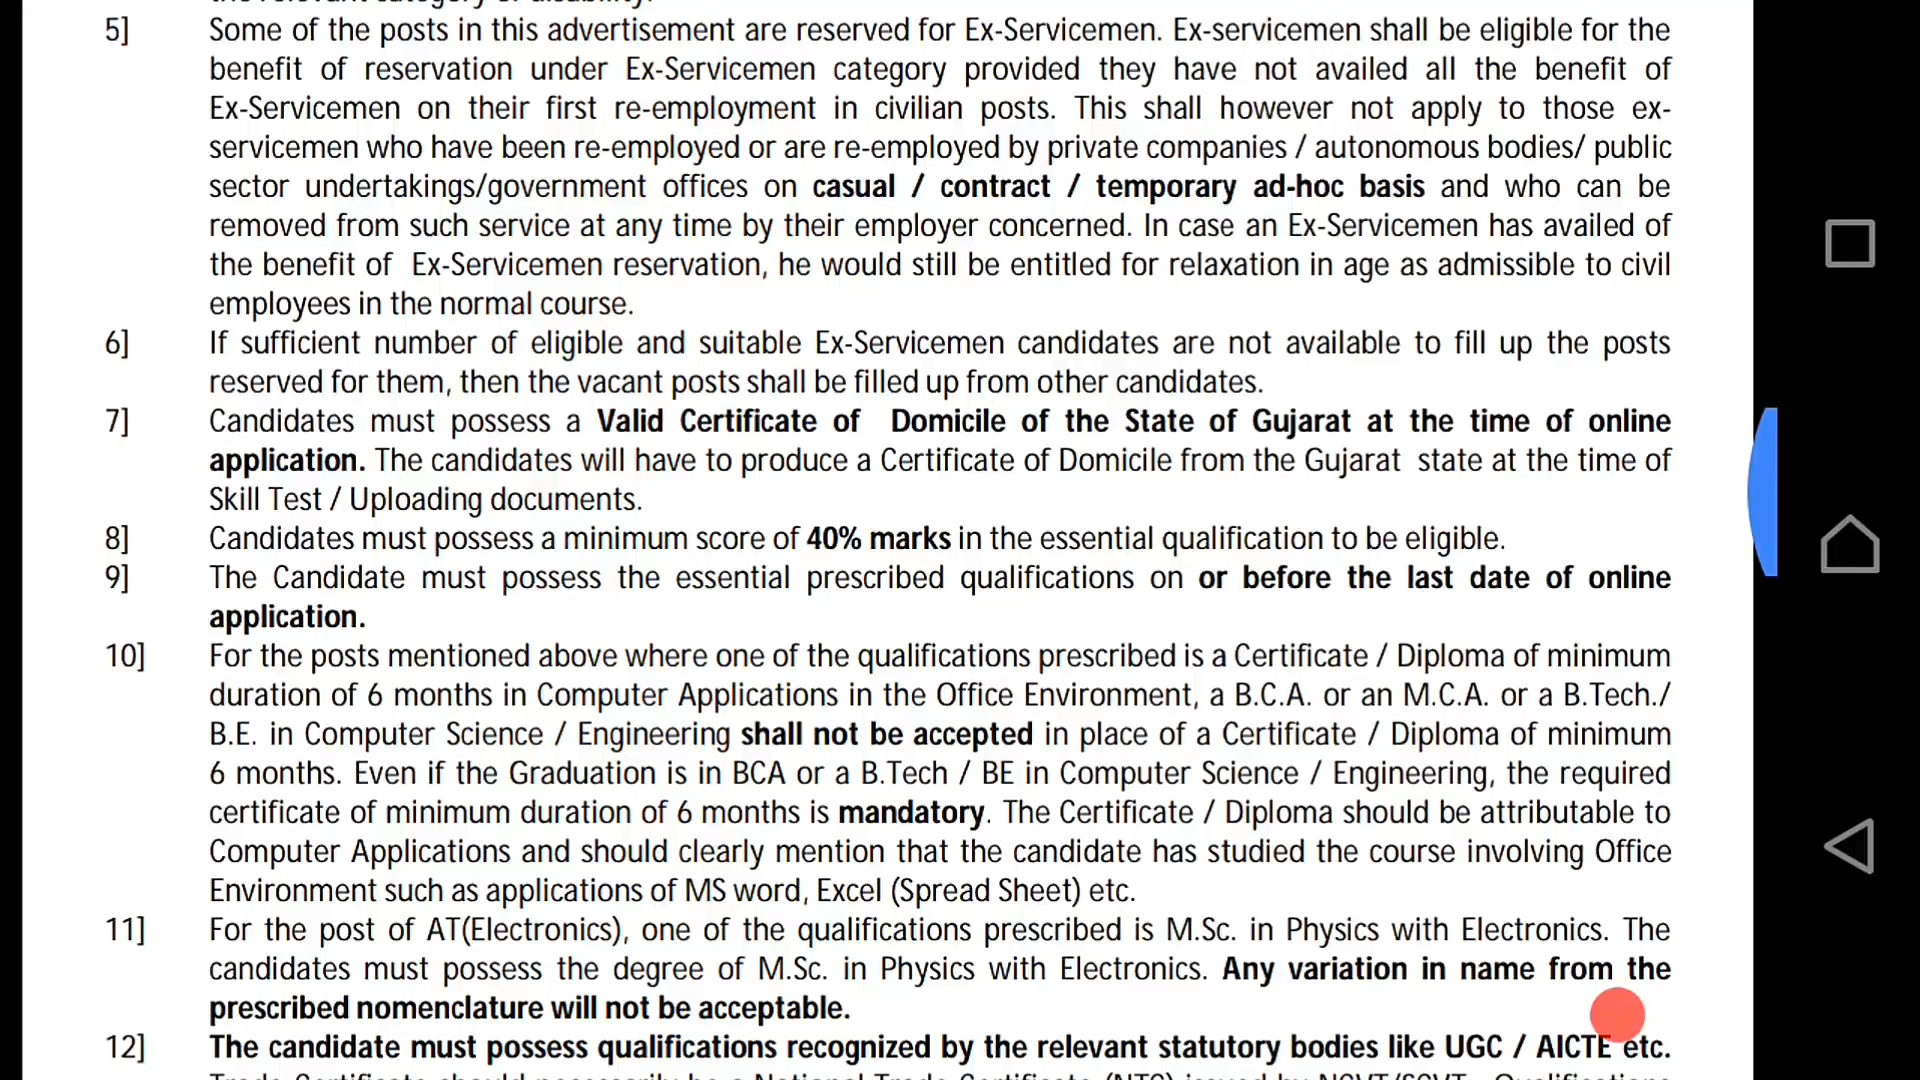 the relevant category of disability.
5] Some of the posts in this advertisement are reserved for Ex-Servicemen. Ex-servicemen shall be eligible for the
benefit of reservation under Ex-Servicemen category provided they have not availed all the benefit of
Ex-Servicemen on their first re-employment in civilian posts. This shall however not apply to those ex-
servicemen who have been re-employed or are re-employed by private companies / autonomous bodies/ public
sector undertakings/government offices on casual / contract / temporary ad-hoc basis and who can be
removed from such service at any time by their employer concerned. In case an Ex-Servicemen has availed of
the benefit of Ex-Servicemen reservation, he would still be entitled for relaxation in age as admissible to civil
employees in the normal course.
6] If sufficient number of eligible and suitable Ex-Servicemen candidates are not available to fill up the posts
reserved for them, then the vacant posts shall be filled up from other candidates.
7] Candidates must possess a Valid Certificate of Domicile of the State of Gujarat at the time of online
application. The candidates will have to produce a Certificate of Domicile from the Gujarat state at the time of
Skill Test / Uploading documents.
8] Candidates must possess a minimum score of 40% marks in the essential qualification to be eligible.
9] The Candidate must possess the essential prescribed qualifications on or before the last date of online
application.
10] For the posts mentioned above where one of the qualifications prescribed is a Certificate / Diploma of minimum
duration of 6 months in Computer Applications in the Office Environment, a B.C.A. or an M.C.A. or a B.Tech./
B.E. in Computer Science / Engineering shall not be accepted in place of a Certificate / Diploma of minimum
6 months. Even if the Graduation is in BCA or a B.Tech / BE in Computer Science / Engineering, the required
certificate of minimum duration of 6 months is mandatory. The Certificate / Diploma should be attributable to
Computer Applications and should clearly mention that the candidate has studied the course involving Office
Environment such as applications of MS word, Excel (Spread Sheet) etc.
11] For the post of AT(Electronics), one of the qualifications prescribed is M.Sc. in Physics with Electronics. The
candidates must possess the degree of M.Sc. in Physics with Electronics. Any variation in name from the
prescribed nomenclature will not be acceptable.
12] The candidate must possess qualifications recognized by the relevant statutory bodies like UGC / AICTE etc.
Trade Certificate should necessarily be a National Trade Certificate (NTC) issued by NCVT/SCVT. Qualifications